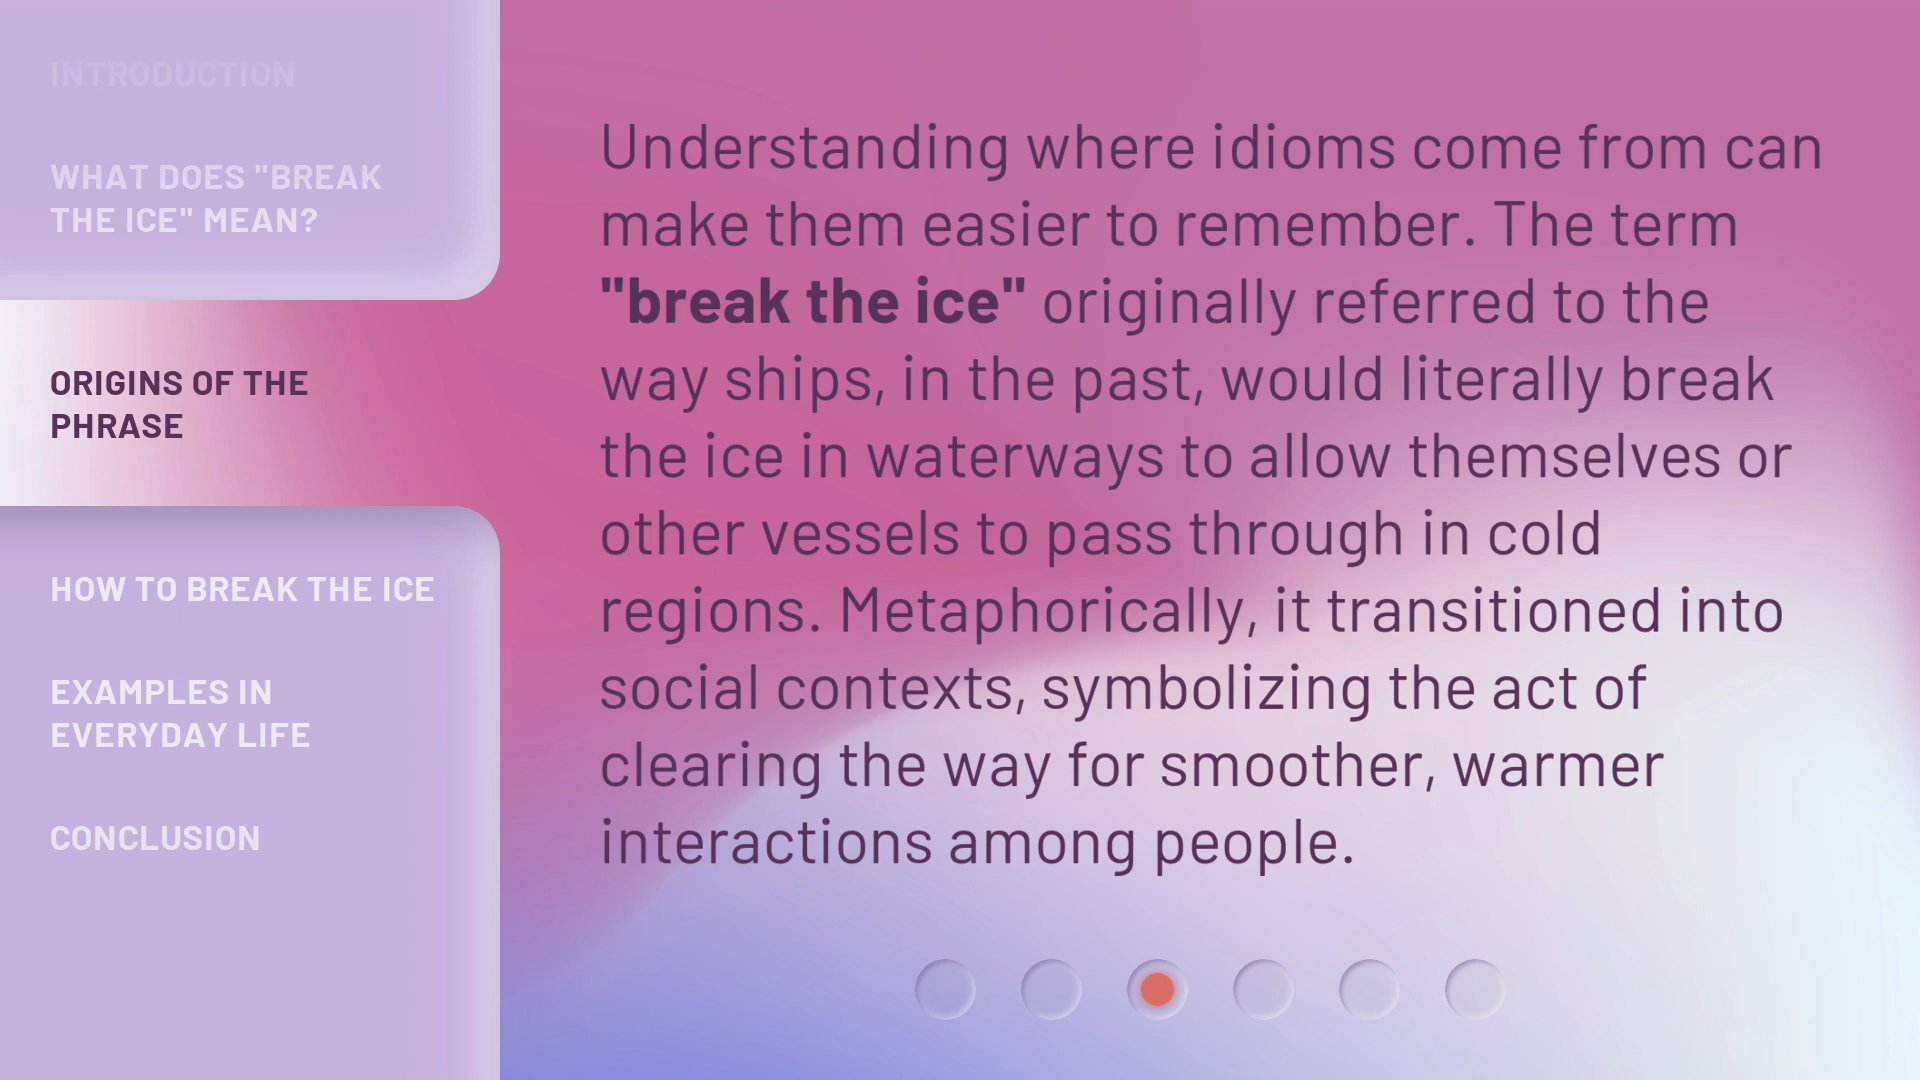 INTRODUCTION
WHAT DOES "BREAK
THE ICE" MEAN?
ORIGINS OF THE
PHRASE
HOW TO BREAK THE ICE
EXAMPLES IN
EVERYDAY LIFE
CONCLUSION
Understanding where idioms come from can
make them easier to remember. The term
"break the ice" originally referred to the
way ships, in the past, would literally break
the ice in waterways to allow themselves or
other vessels to pass through in cold
regions. Metaphorically, it transitioned into
social contexts, symbolizing the act of
clearing the way for smoother, warmer
interactions among people.